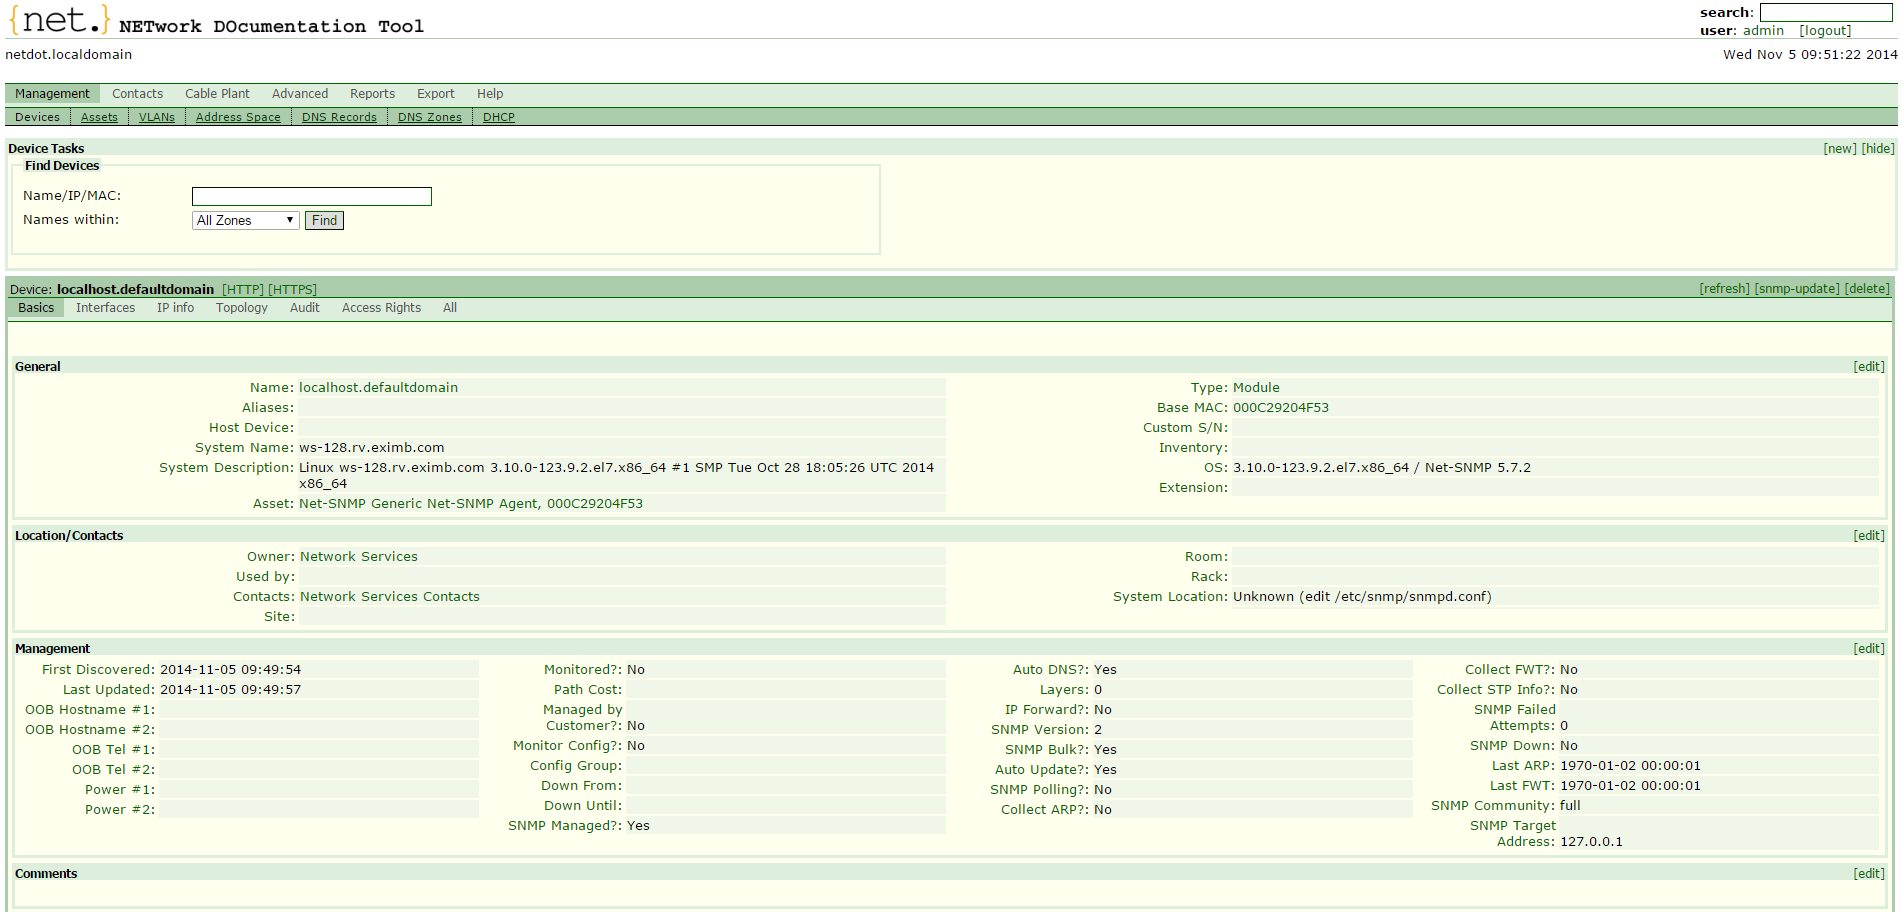 {net.} NETwork DOcumentation Tool
search:
user: admin [logout]
netdot.localdomain
Wed Nov 5 09:51:22 2014
Management Contacts Cable Plant Advanced Reports Export Help
Devices Assets VLANs Address Space DNS Records DNS Zones DHCP
Device Tasks [new] [hide]
Find Devices
Name/IP/MAC:
Names within: All Zones Find
Device: localhost.defaultdomain [HTTP] [HTTPS] [refresh] [snmp-update] [delete]
Basics Interfaces IP info Topology Audit Access Rights All
General [edit]
Name: localhost.defaultdomain
Aliases:
Host Device:
System Name: ws-128.rv.eximb.com
System Description: Linux ws-128.rv.eximb.com 3.10.0-123.9.2.el7.x86_64 #1 SMP Tue Oct 28 18:05:26 UTC 2014
x86_64
Asset: Net-SNMP Generic Net-SNMP Agent, 000C29204F53
Type: Module
Base MAC: 000C29204F53
Custom S/N:
Inventory:
OS: 3.10.0-123.9.2.el7.x86_64 / Net-SNMP 5.7.2
Extension:
Location/Contacts [edit]
Owner: Network Services
Used by:
Contacts: Network Services Contacts
Site:
Room:
Rack:
System Location: Unknown (edit /etc/snmp/snmpd.conf)
Management [edit]
First Discovered: 2014-11-05 09:49:54
Last Updated: 2014-11-05 09:49:57
OOB Hostname #1:
OOB Hostname #2:
OOB Tel #1:
OOB Tel #2:
Power #1:
Power #2:
Monitored?: No
Path Cost:
Managed by
Customer?: No
Monitor Config?: No
Config Group:
Down From:
Down Until:
SNMP Managed?: Yes
Auto DNS?: Yes
Layers: 0
IP Forward?: No
SNMP Version: 2
SNMP Bulk?: Yes
Auto Update?: Yes
SNMP Polling?: No
Collect ARP?: No
Collect FWT?: No
Collect STP Info?: No
SNMP Failed
Attempts: 0
SNMP Down: No
Last ARP: 1970-01-02 00:00:01
Last FWT: 1970-01-02 00:00:01
SNMP Community: full
SNMP Target
Address: 127.0.0.1
Comments [edit]